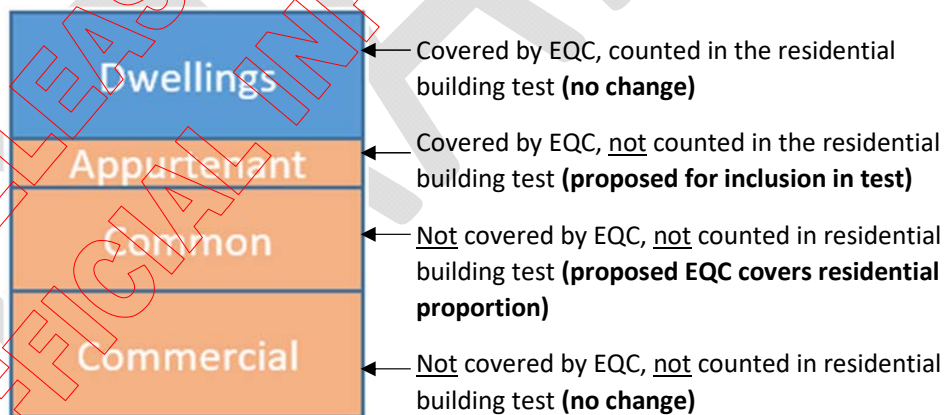 Dwellings
Covered by EQC, counted in the residential
building test (no change)
Appurtenant
Covered by EQC, not counted in the residential
building test (proposed for inclusion in test)
Common
Not covered by EQC, not counted in residential
building test (proposed EQC covers residential
proportion)
Commercial
Not covered by EQC, not counted in residential
building test (no change)